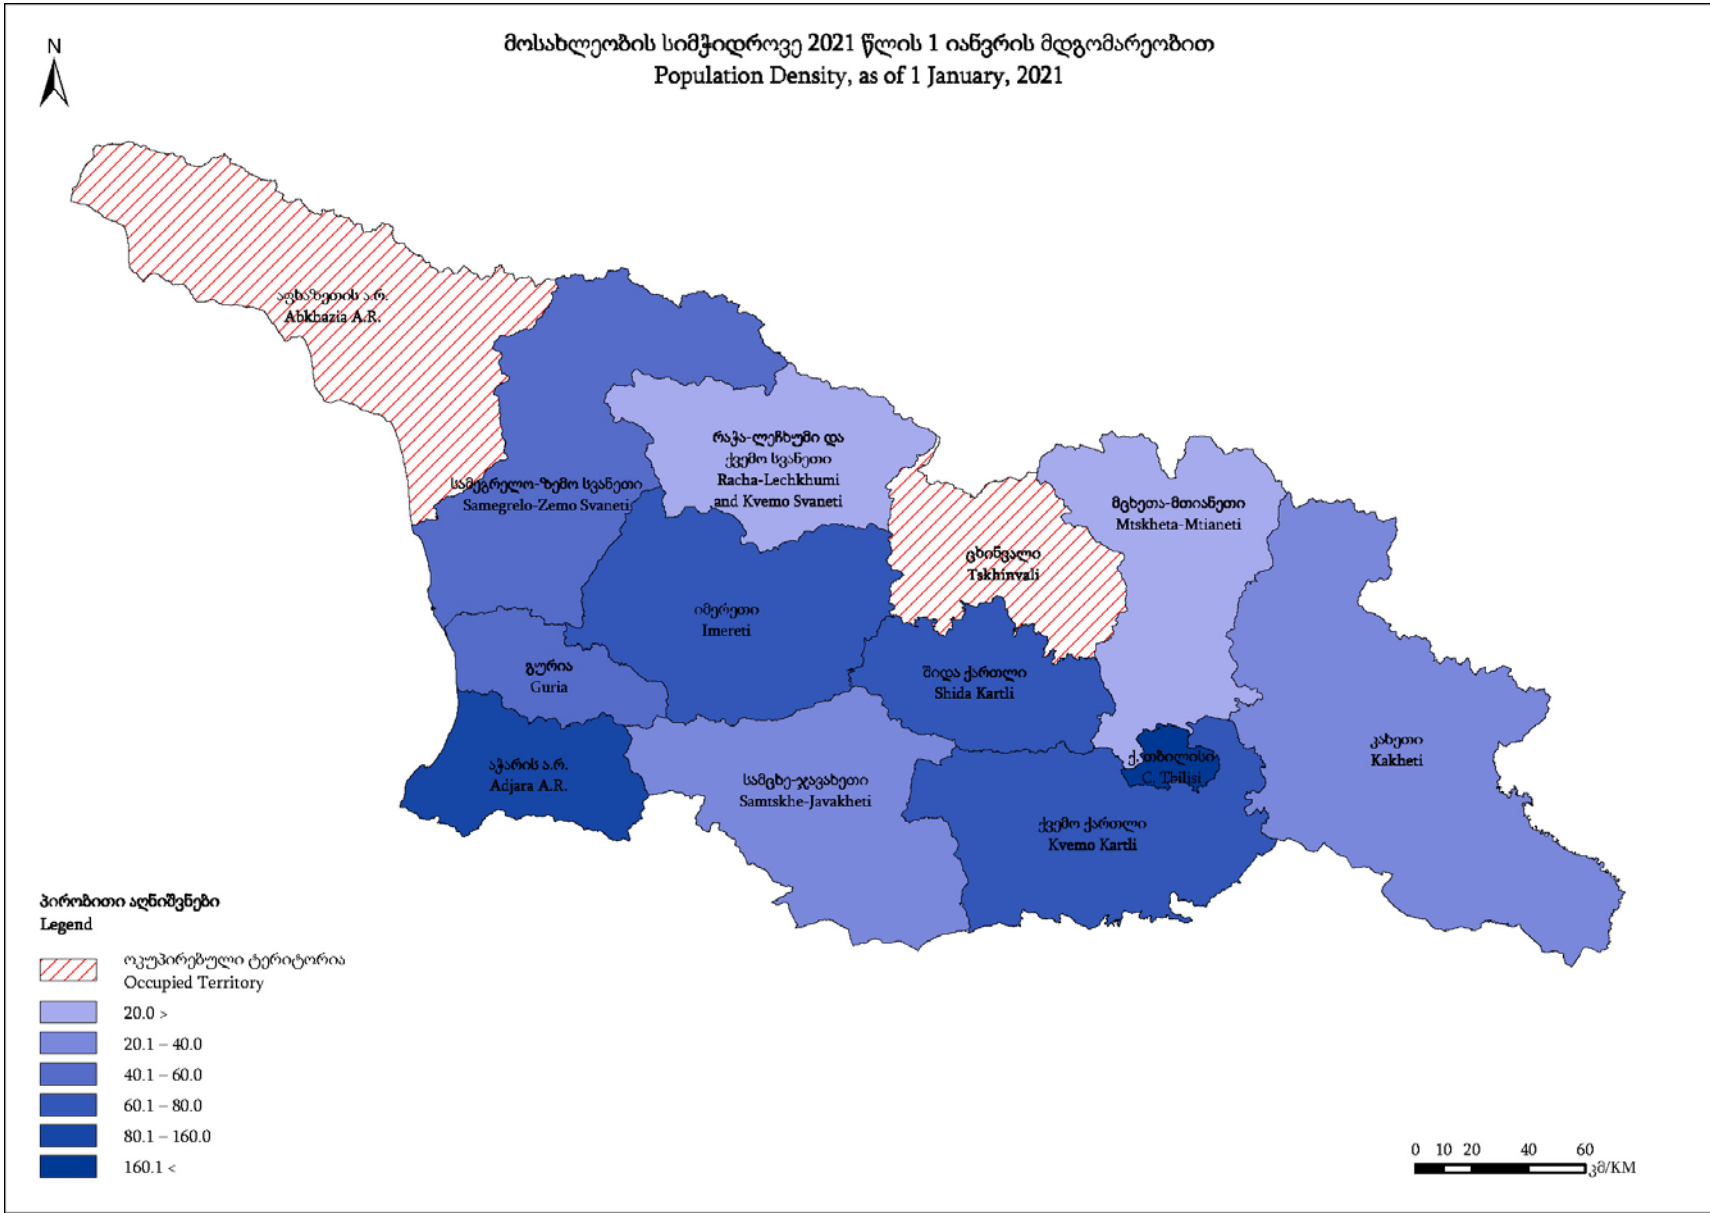 N
მოსახლეობის სიმჭიდროვე 2021 წლის 1 იანვრის მდგომარეობით
Population Density, as of 1 January, 2021
აფხაზეთის ა.რ.
Abkhazia A.R.
რაჭა-ლეჩხუმი და
ქვემო სვანეთი
Racha-Lechkhumi
and Kvemo Svaneti
სამეგრელო-ზემო სვანეთი
Samegrelo-Zemo Svaneti
მცხეთა-მთიანეთი
Mtskheta-Mtianeti
ცხინვალი
Tskhinvali
იმერეთი
Imereti
გურია
Guria
შიდა ქართლი
Shida Kartli
აჭარის ა.რ.
Adjara A.R.
სამცხე-ჯავახეთი
Samtskhe-Javakheti
ქ. თბილისი
C. Tbilisi
კახეთი
Kakheti
ქვემო ქართლი
Kvemo Kartli
პირობითი აღნიშვნები
Legend
ოკუპირებული ტერიტორია
Occupied Territory
20.0 >
20.1 – 40.0
40.1 – 60.0
60.1 – 80.0
80.1 – 160.0
160.1 <
0 10 20 40 60
კმ/KM